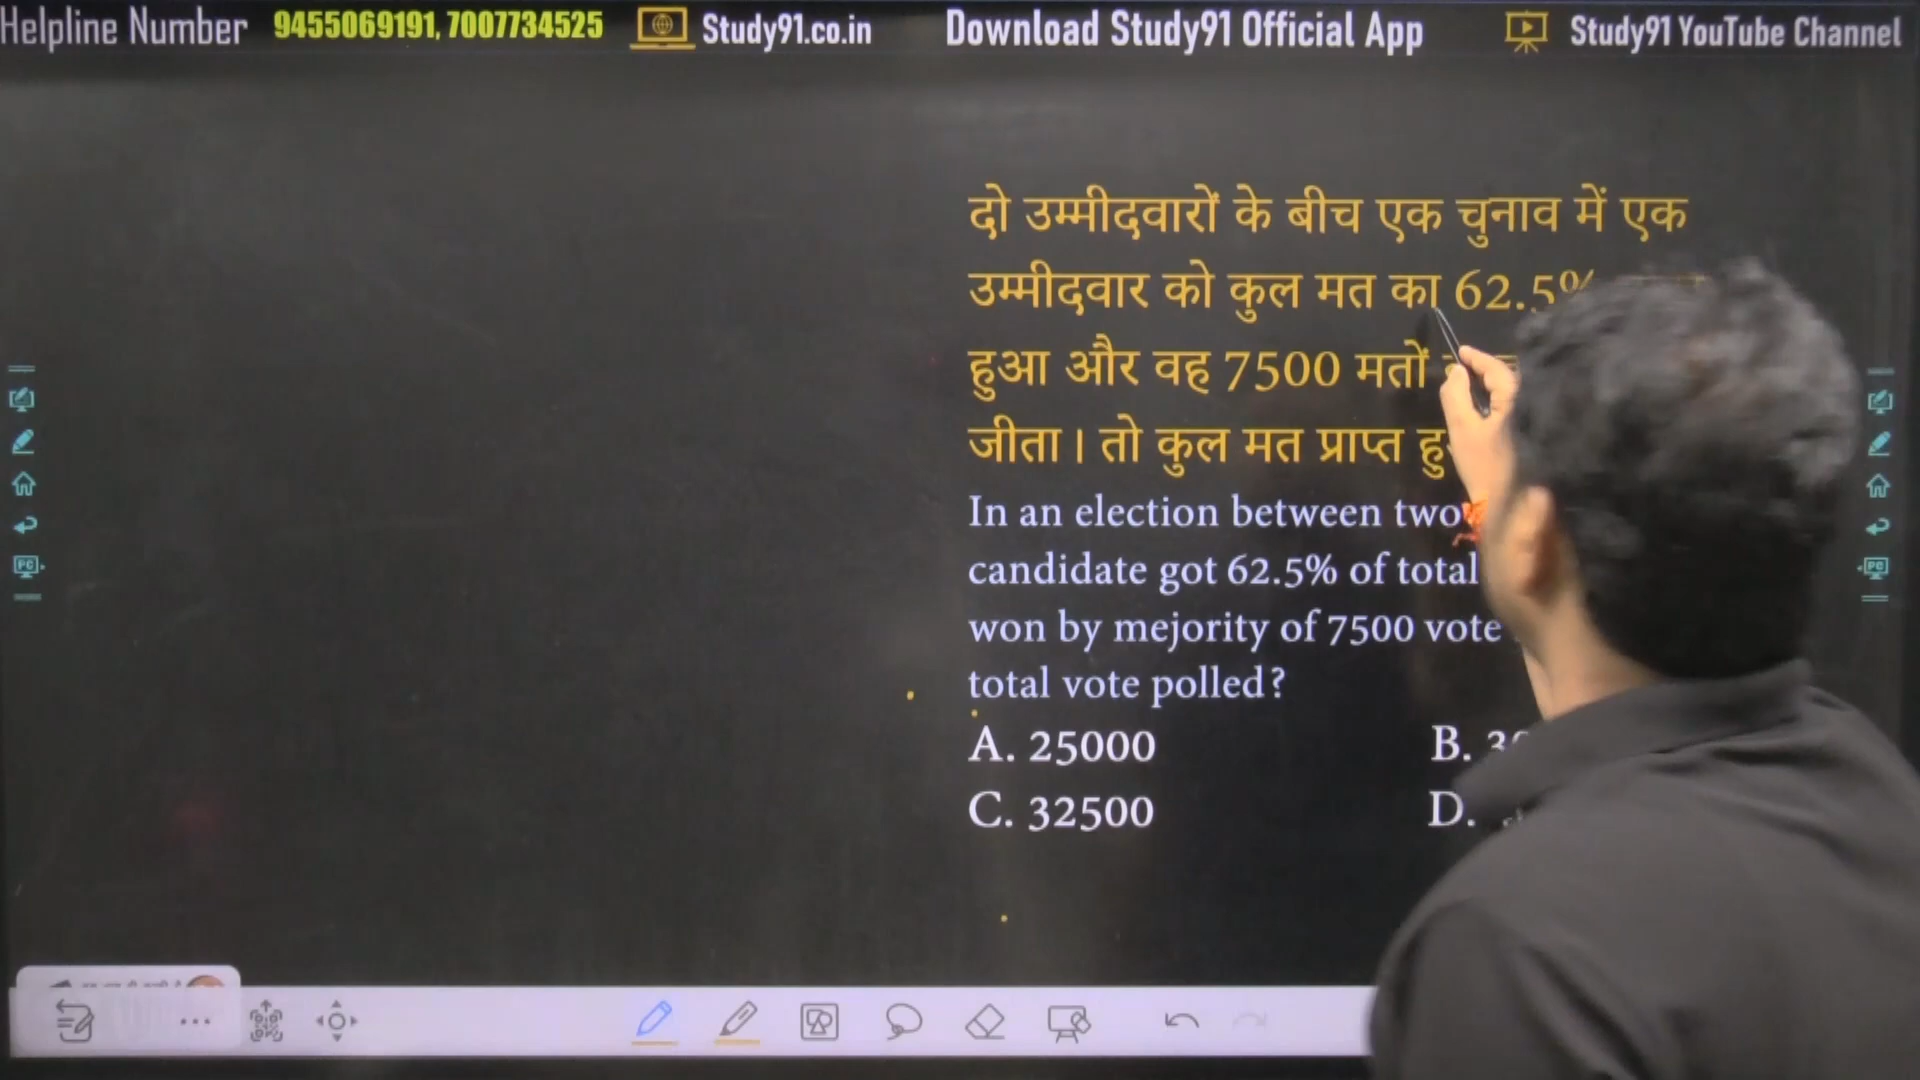 Helpline Number 9455069191, 7007734525 Study91.co.in Download Study91 Official App Study91 YouTube Channel
दो उम्मीदवारों के बीच एक चुनाव में एक
उम्मीदवार को कुल मत का 62.5%
हुआ और वह 7500 मतों
जीता। तो कुल मत प्राप्त
In an election between two
candidate got 62.5% of total
won by mejority of 7500 vote
total vote polled?
A. 25000 B.
C. 32500 D.
PC PC